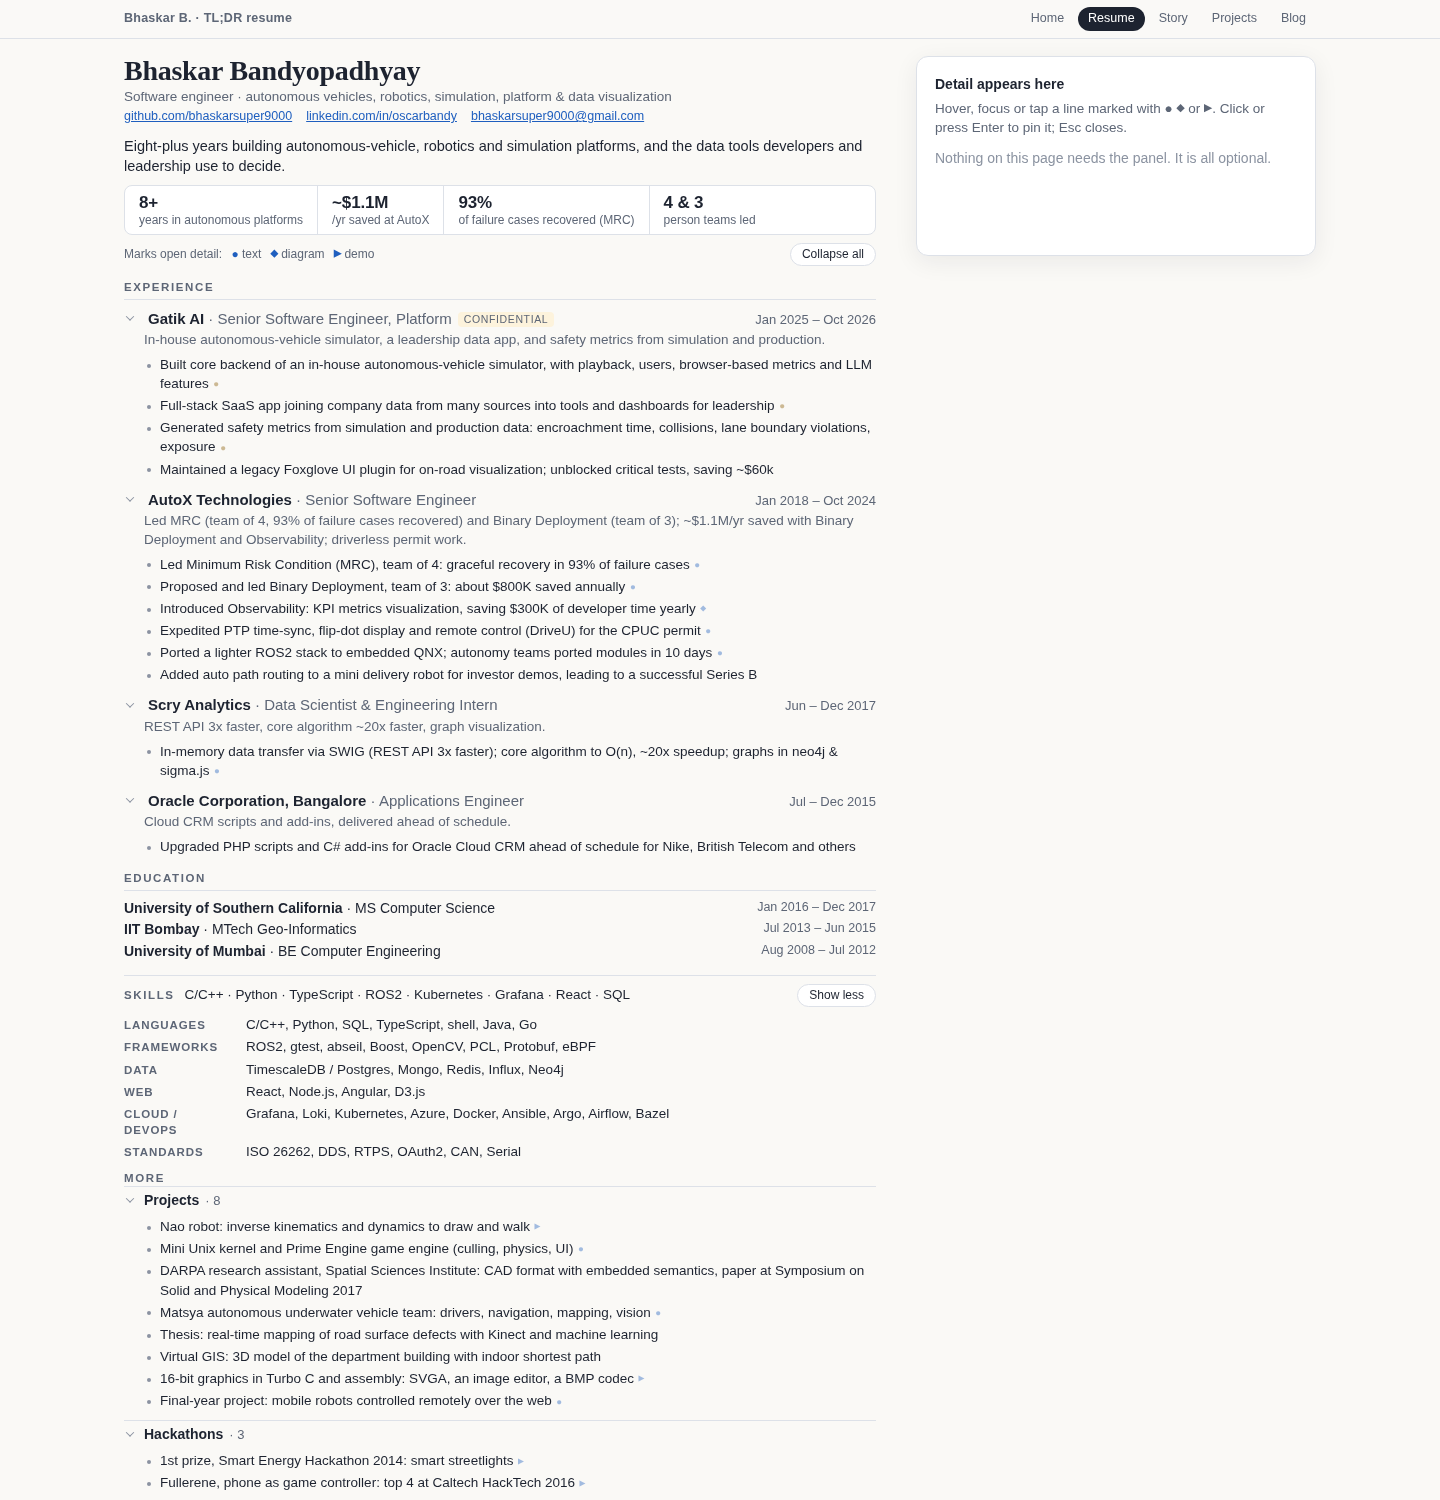 Bhaskar B. · TL;DR resume
Home Resume Story Projects Blog
Bhaskar Bandyopadhyay
Software engineer · autonomous vehicles, robotics, simulation, platform & data visualization
github.com/bhaskarsuper9000 linkedin.com/in/oscarbandy bhaskarsuper9000@gmail.com
Eight-plus years building autonomous-vehicle, robotics and simulation platforms, and the data tools developers and
leadership use to decide.
8+
years in autonomous platforms
~$1.1M
/yr saved at AutoX
93%
of failure cases recovered (MRC)
4 & 3
person teams led
Marks open detail: ● text ◆ diagram ▶ demo
Collapse all
Detail appears here
Hover, focus or tap a line marked with ● ◆ or ▶. Click or
press Enter to pin it; Esc closes.
Nothing on this page needs the panel. It is all optional.
EXPERIENCE
Gatik AI · Senior Software Engineer, Platform CONFIDENTIAL Jan 2025 – Oct 2026
In-house autonomous-vehicle simulator, a leadership data app, and safety metrics from simulation and production.
• Built core backend of an in-house autonomous-vehicle simulator, with playback, users, browser-based metrics and LLM
features ●
• Full-stack SaaS app joining company data from many sources into tools and dashboards for leadership ●
• Generated safety metrics from simulation and production data: encroachment time, collisions, lane boundary violations,
exposure ●
• Maintained a legacy Foxglove UI plugin for on-road visualization; unblocked critical tests, saving ~$60k
AutoX Technologies · Senior Software Engineer Jan 2018 – Oct 2024
Led MRC (team of 4, 93% of failure cases recovered) and Binary Deployment (team of 3); ~$1.1M/yr saved with Binary
Deployment and Observability; driverless permit work.
• Led Minimum Risk Condition (MRC), team of 4: graceful recovery in 93% of failure cases ●
• Proposed and led Binary Deployment, team of 3: about $800K saved annually ●
• Introduced Observability: KPI metrics visualization, saving $300K of developer time yearly ◆
• Expedited PTP time-sync, flip-dot display and remote control (DriveU) for the CPUC permit ●
• Ported a lighter ROS2 stack to embedded QNX; autonomy teams ported modules in 10 days ●
• Added auto path routing to a mini delivery robot for investor demos, leading to a successful Series B
Scry Analytics · Data Scientist & Engineering Intern Jun – Dec 2017
REST API 3x faster, core algorithm ~20x faster, graph visualization.
• In-memory data transfer via SWIG (REST API 3x faster); core algorithm to O(n), ~20x speedup; graphs in neo4j &
sigma.js ●
Oracle Corporation, Bangalore · Applications Engineer Jul – Dec 2015
Cloud CRM scripts and add-ins, delivered ahead of schedule.
• Upgraded PHP scripts and C# add-ins for Oracle Cloud CRM ahead of schedule for Nike, British Telecom and others
EDUCATION
University of Southern California · MS Computer Science Jan 2016 – Dec 2017
IIT Bombay · MTech Geo-Informatics Jul 2013 – Jun 2015
University of Mumbai · BE Computer Engineering Aug 2008 – Jul 2012
SKILLS C/C++ · Python · TypeScript · ROS2 · Kubernetes · Grafana · React · SQL Show less
LANGUAGES C/C++, Python, SQL, TypeScript, shell, Java, Go
FRAMEWORKS ROS2, gtest, abseil, Boost, OpenCV, PCL, Protobuf, eBPF
DATA TimescaleDB / Postgres, Mongo, Redis, Influx, Neo4j
WEB React, Node.js, Angular, D3.js
CLOUD / Grafana, Loki, Kubernetes, Azure, Docker, Ansible, Argo, Airflow, Bazel
DEVOPS
STANDARDS ISO 26262, DDS, RTPS, OAuth2, CAN, Serial
MORE
Projects · 8
• Nao robot: inverse kinematics and dynamics to draw and walk ▶
• Mini Unix kernel and Prime Engine game engine (culling, physics, UI) ●
• DARPA research assistant, Spatial Sciences Institute: CAD format with embedded semantics, paper at Symposium on
Solid and Physical Modeling 2017
• Matsya autonomous underwater vehicle team: drivers, navigation, mapping, vision ●
• Thesis: real-time mapping of road surface defects with Kinect and machine learning
• Virtual GIS: 3D model of the department building with indoor shortest path
• 16-bit graphics in Turbo C and assembly: SVGA, an image editor, a BMP codec ▶
• Final-year project: mobile robots controlled remotely over the web ●
Hackathons · 3
• 1st prize, Smart Energy Hackathon 2014: smart streetlights ▶
• Fullerene, phone as game controller: top 4 at Caltech HackTech 2016 ▶